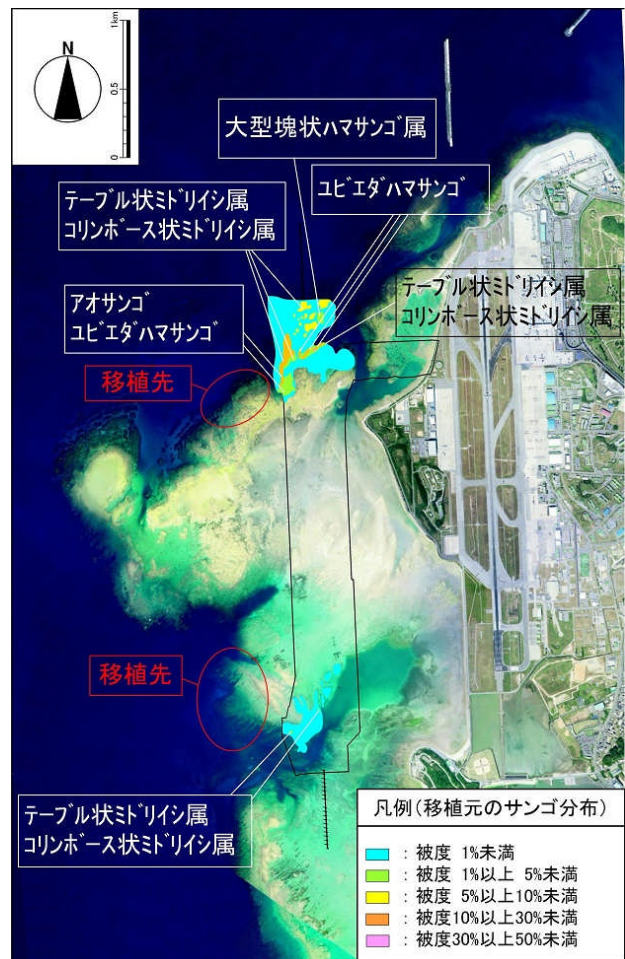 N
1km
0.5
0
大型塊状ハマサンゴ属
ユビエダハマサンゴ
テーブル状ミドリイシ属
コリンボース状ミドリイシ属
テーブル状ミドリイシ属
コリンボース状ミドリイシ属
アオサンゴ
ユビエダハマサンゴ
移植先
移植先
テーブル状ミドリイシ属
コリンボース状ミドリイシ属
凡例(移植元のサンゴ分布)
: 被度 1%未満
: 被度 1%以上 5%未満
: 被度 5%以上10%未満
: 被度10%以上30%未満
: 被度30%以上50%未満